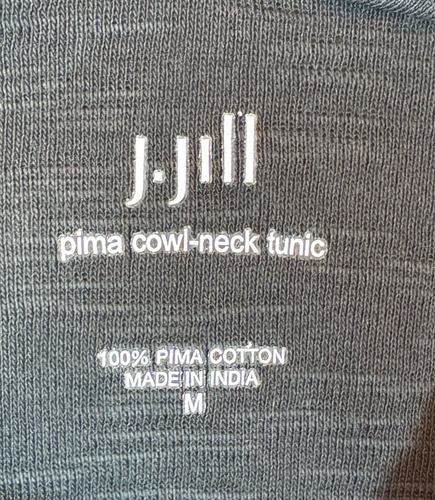 J.Jill
pima cowl-neck tunic
100% PIMA COTTON
MADE IN INDIA
M